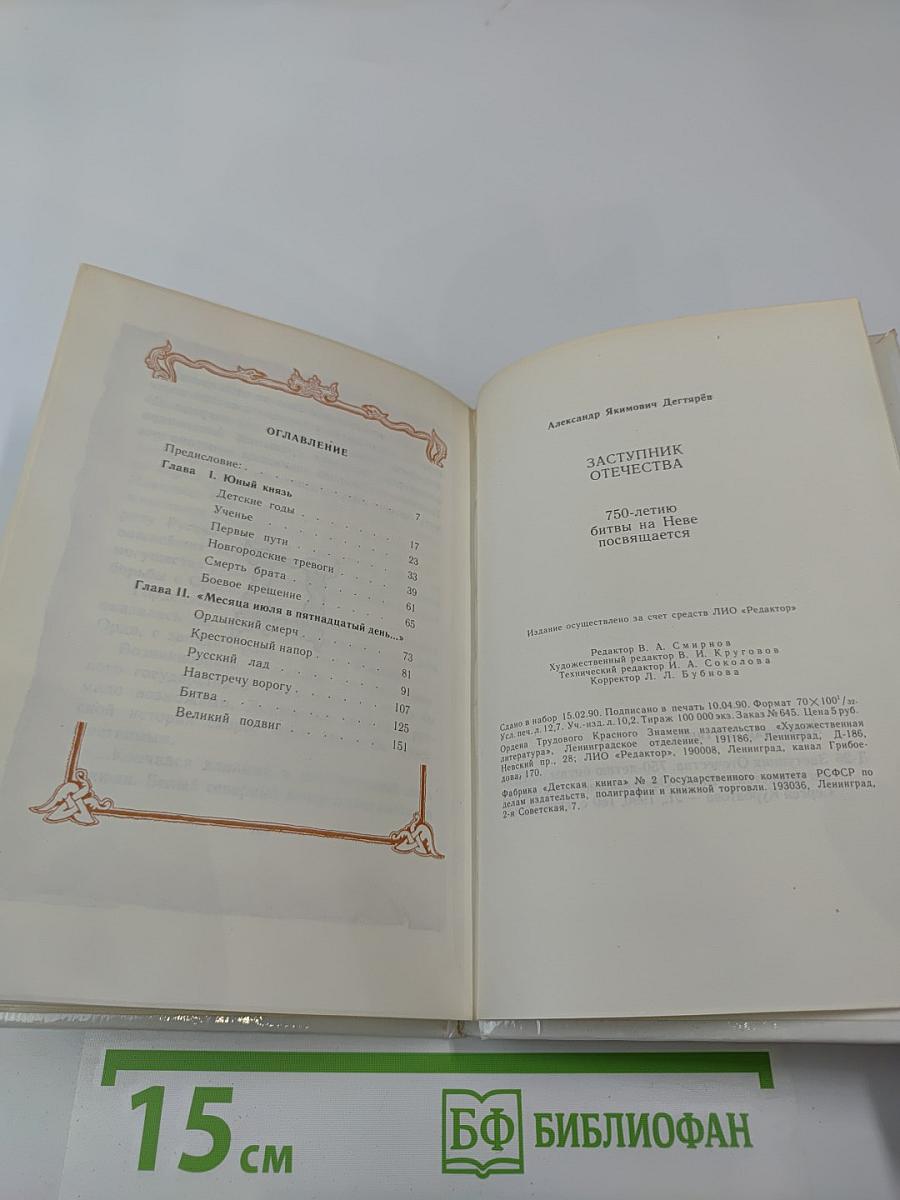 ОГЛАВЛЕНИЕ
Предисловие: . . . . . . . . . . 7
Глава I. Юный князь
Детские годы . . . . . . . . 17
Ученье . . . . . . . . 23
Первые пути . . . . . . . . 33
Новгородские тревоги . . . . . . 39
Смерть брата . . . . . . . . 61
Боевое крещение . . . . . . . 65
Глава II. «Месяца июля в пятнадцатый день...»
Ордынский смерч . . . . . . . 73
Крестоносный напор . . . . . . 81
Русский лад . . . . . . . . 91
Навстречу ворогу . . . . . . . 107
Битва . . . . . . . . 125
Великий подвиг . . . . . . . 151
Александр Якимович Дегтярёв
ЗАСТУПНИК
ОТЕЧЕСТВА
750-летию
битвы на Неве
посвящается
Издание осуществлено за счет средств ЛИО «Редактор»
Редактор В. А. Смирнов
Художественный редактор В. И. Круговов
Технический редактор И. А. Соколова
Корректор Л. Л. Бубнова
Сдано в набор 15.02.90. Подписано в печать 10.04.90. Формат 70×100¹/32.
Усл. печ. л. 12,7. Уч.-изд. л. 10,2. Тираж 100 000 экз. Заказ № 645. Цена 5 руб.
Ордена Трудового Красного Знамени издательство «Художественная
литература», Ленинградское отделение, 191186, Ленинград, Д-186,
Невский пр., 28; ЛИО «Редактор», 190008, Ленинград, канал Грибое-
дова, 170.
Фабрика «Детская книга» № 2 Государственного комитета РСФСР по
делам издательств, полиграфии и книжной торговли. 193036, Ленинград,
2-я Советская, 7.
15 см
БФ БИБЛИОФАН